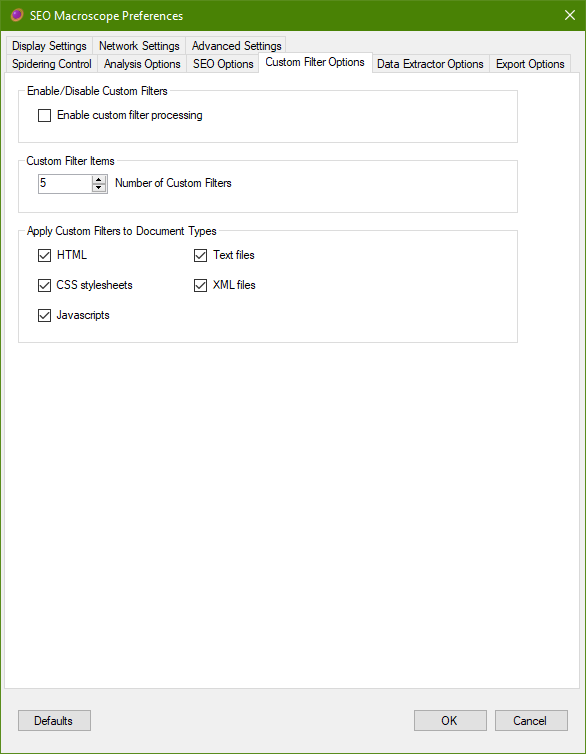 SEO Macroscope Preferences
Display Settings Network Settings Advanced Settings
Spidering Control Analysis Options SEO Options Custom Filter Options Data Extractor Options Export Options
Enable/Disable Custom Filters
Enable custom filter processing
Custom Filter Items
5 Number of Custom Filters
Apply Custom Filters to Document Types
HTML Text files
CSS stylesheets XML files
Javascripts
Defaults OK Cancel